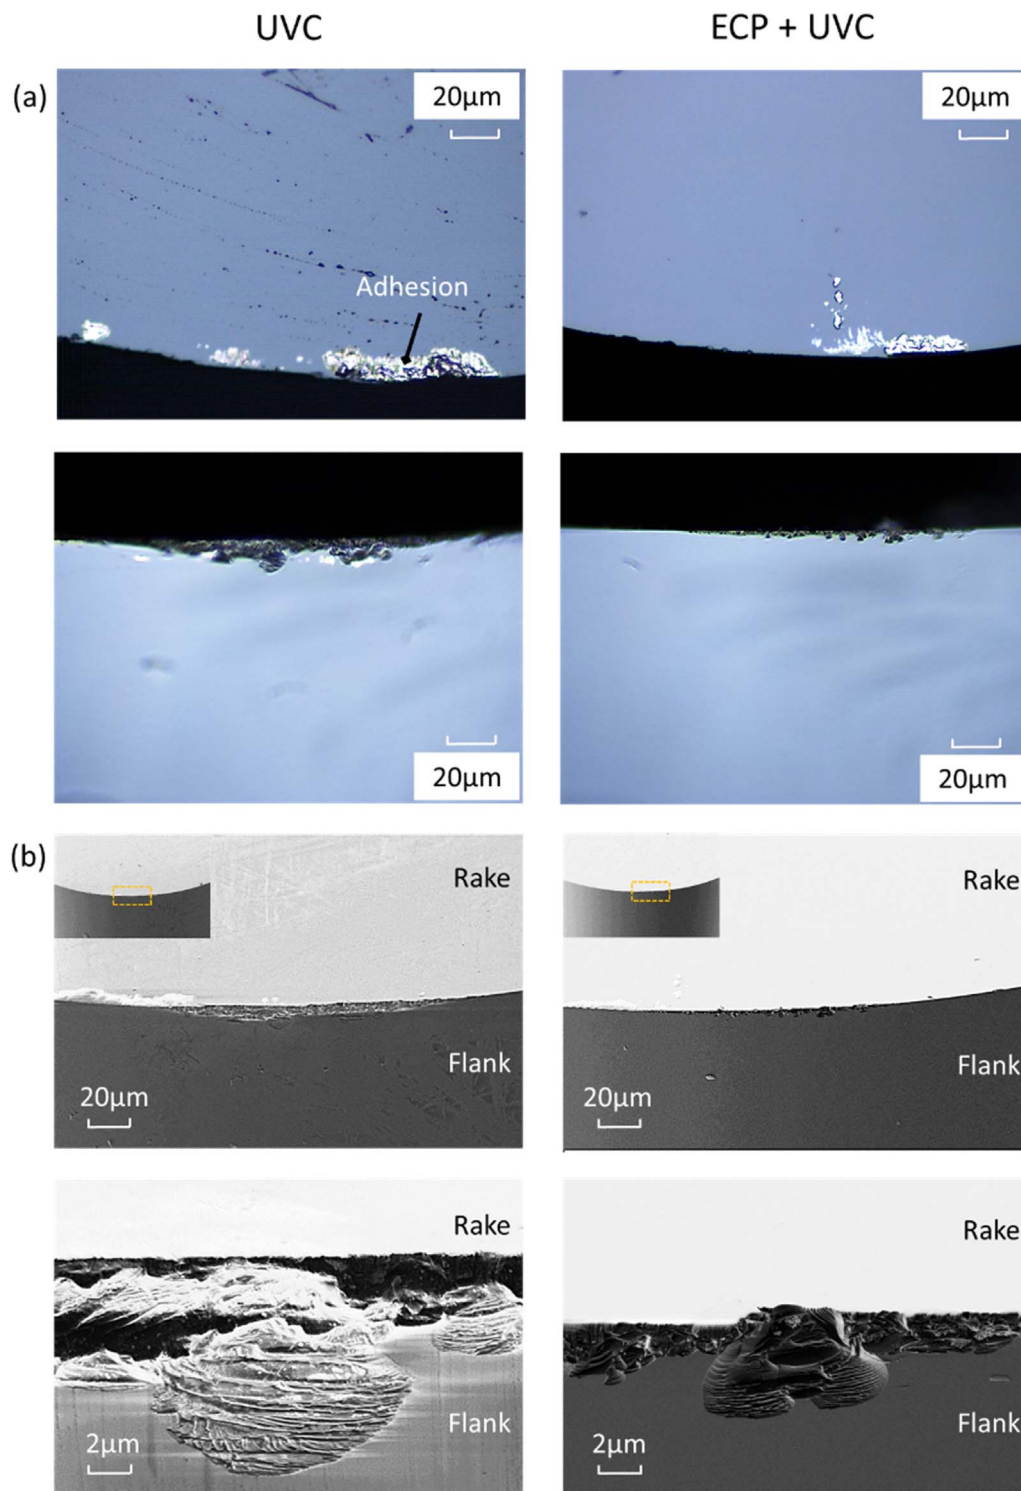 UVC
ECP + UVC
(a)
20μm
20μm
Adhesion
20μm
20μm
(b)
Rake
Rake
Flank
Flank
20μm
20μm
Rake
Rake
Flank
Flank
2μm
2μm